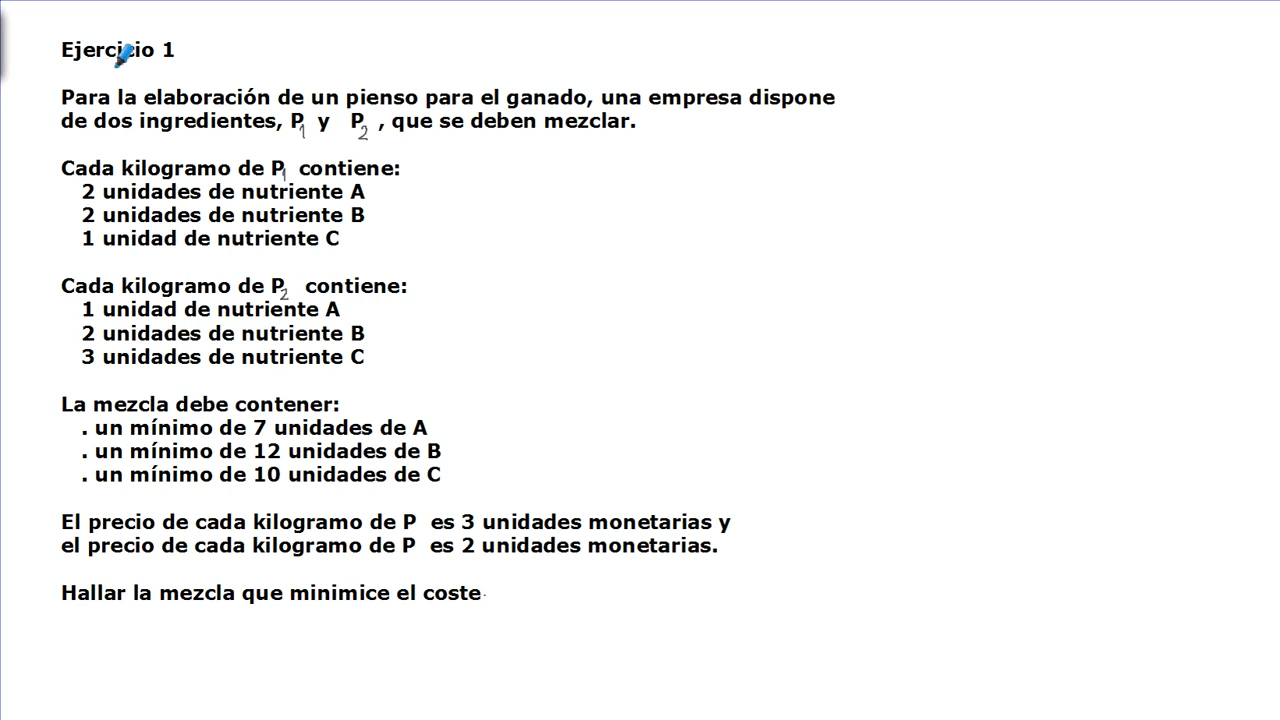 Ejercicio 1
Para la elaboración de un pienso para el ganado, una empresa dispone
de dos ingredientes, P1 y P2 , que se deben mezclar.
Cada kilogramo de P1 contiene:
2 unidades de nutriente A
2 unidades de nutriente B
1 unidad de nutriente C
Cada kilogramo de P2 contiene:
1 unidad de nutriente A
2 unidades de nutriente B
3 unidades de nutriente C
La mezcla debe contener:
. un mínimo de 7 unidades de A
. un mínimo de 12 unidades de B
. un mínimo de 10 unidades de C
El precio de cada kilogramo de P es 3 unidades monetarias y
el precio de cada kilogramo de P es 2 unidades monetarias.
Hallar la mezcla que minimice el coste.